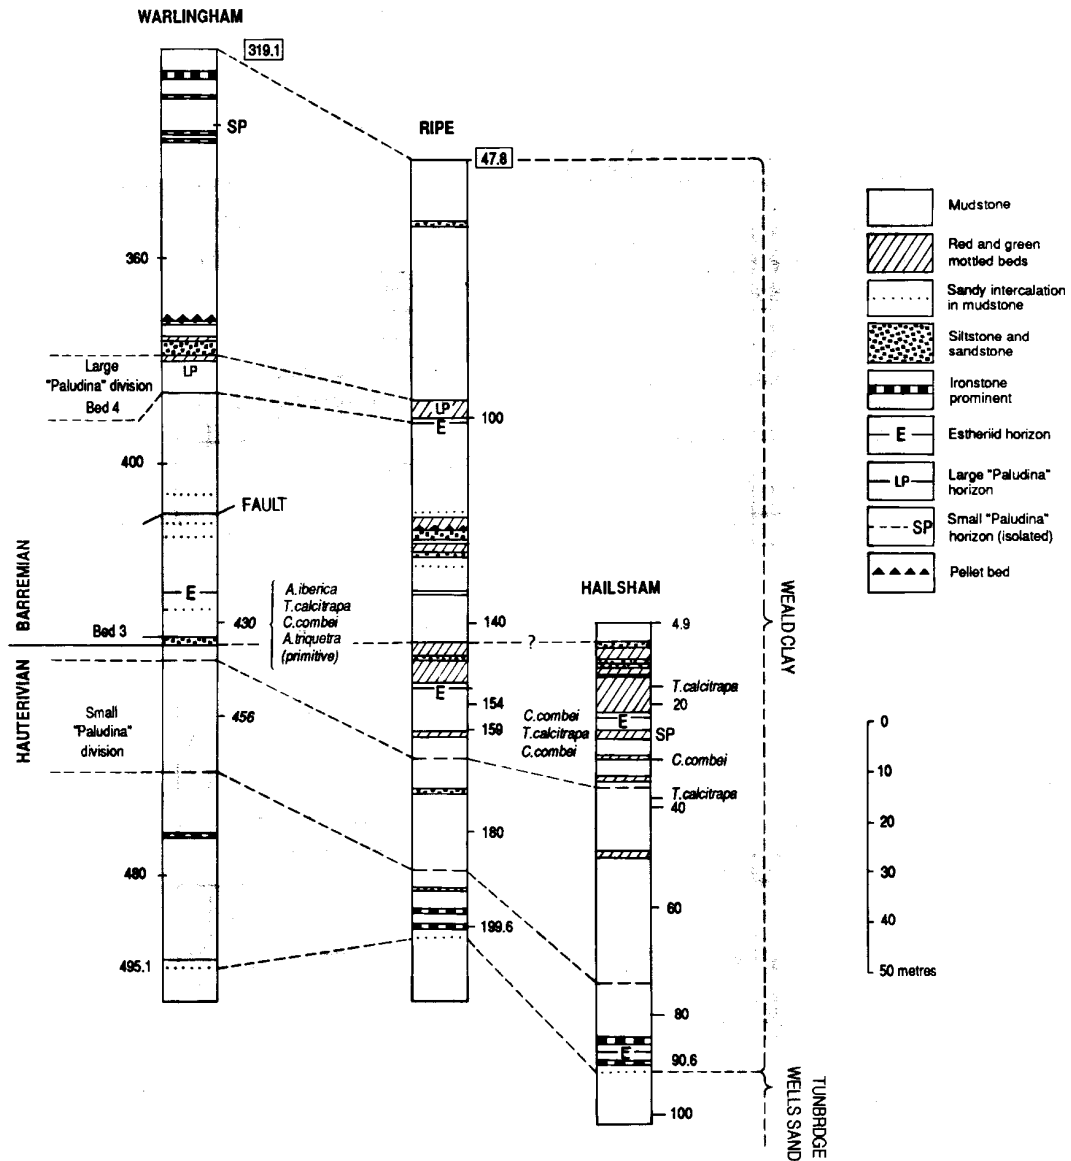 WARLINGHAM
319.1
SP
360
Large
"Paludina" division
LP
Bed 4
400
FAULT
E
430
Bed 3
BARREMIAN
HAUTERIVIAN
Small
"Paludina"
division
456
480
495.1
A.iberica
T.calcitrapa
C.combei
A.triquetra
(primitive)
RIPE
47.8
LP
100
E
140
?
E
154
159
180
199.6
HAILSHAM
4.9
T.calcitrapa
20
C.combei
E
T.calcitrapa
SP
C.combei
C.combei
T.calcitrapa
40
60
80
E
90.6
100
WEALD CLAY
TUNBRDGE
WELLS SAND
Mudstone
Red and green
mottled beds
Sandy intercalation
in mudstone
Siltstone and
sandstone
Ironstone
prominent
E
Estheriid horizon
LP
Large "Paludina"
horizon
SP
Small "Paludina"
horizon (isolated)
Pellet bed
0
10
20
30
40
50 metres